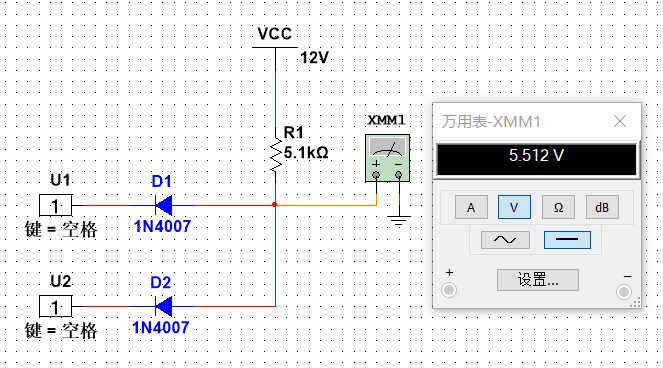 VCC
12V
R1
5.1kΩ
XMM1
U1
1
键 = 空格
D1
1N4007
U2
1
键 = 空格
D2
1N4007
万用表-XMM1
5.512 V
A V Ω dB
设置...